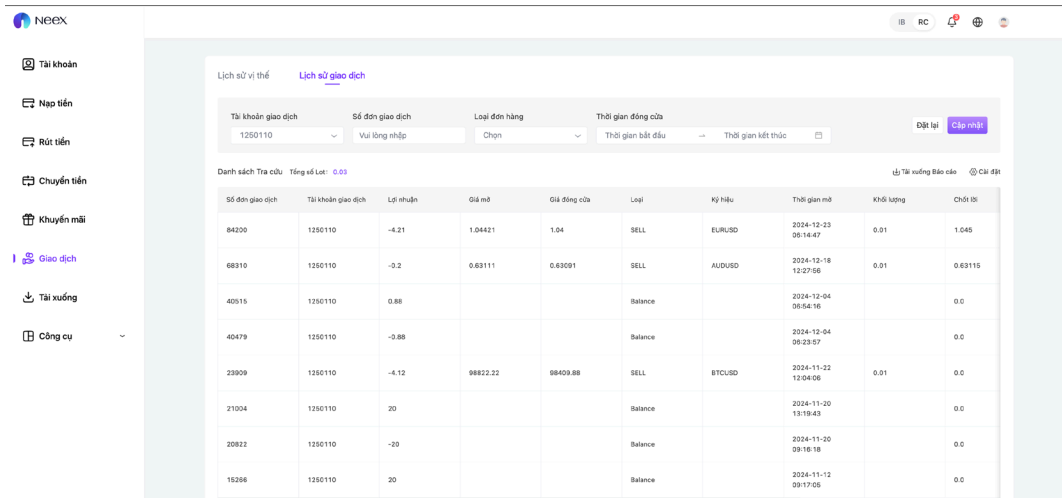 Neex
IB RC 3
Tài khoản
Nạp tiền
Rút tiền
Chuyển tiền
Khuyến mãi
Giao dịch
Tải xuống
Công cụ
Lịch sử vị thế Lịch sử giao dịch
Tài khoản giao dịch Số đơn giao dịch Loại đơn hàng Thời gian đóng cửa
1250110 Vui lòng nhập Chọn Thời gian bắt đầu → Thời gian kết thúc Đặt lại Cập nhật
Danh sách Tra cứu Tổng số Lot: 0.03 Tải xuống Báo cáo Cài đặt
Số đơn giao dịch Tài khoản giao dịch Lợi nhuận Giá mở Giá đóng cửa Loại Ký hiệu Thời gian mở Khối lượng Chốt lời
84200 1250110 -4.21 1.04421 1.04 SELL EURUSD 2024-12-23 06:14:47 0.01 1.045
68310 1250110 -0.2 0.63111 0.63091 SELL AUDUSD 2024-12-18 12:27:56 0.01 0.63115
40515 1250110 0.88 Balance 2024-12-04 06:54:16 0.0
40479 1250110 -0.88 Balance 2024-12-04 06:23:57 0.0
23909 1250110 -4.12 98822.22 98409.88 SELL BTCUSD 2024-11-22 12:04:06 0.01 0.0
21004 1250110 20 Balance 2024-11-20 13:19:43 0.0
20822 1250110 -20 Balance 2024-11-20 09:16:18 0.0
15266 1250110 20 Balance 2024-11-12 09:17:05 0.0